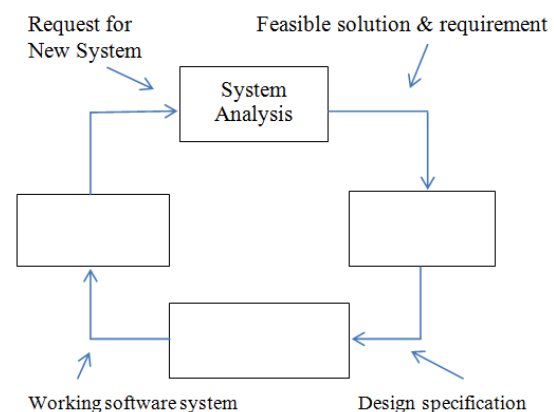 Request for
New System
Feasible solution & requirement
System
Analysis
Working software system
Design specification